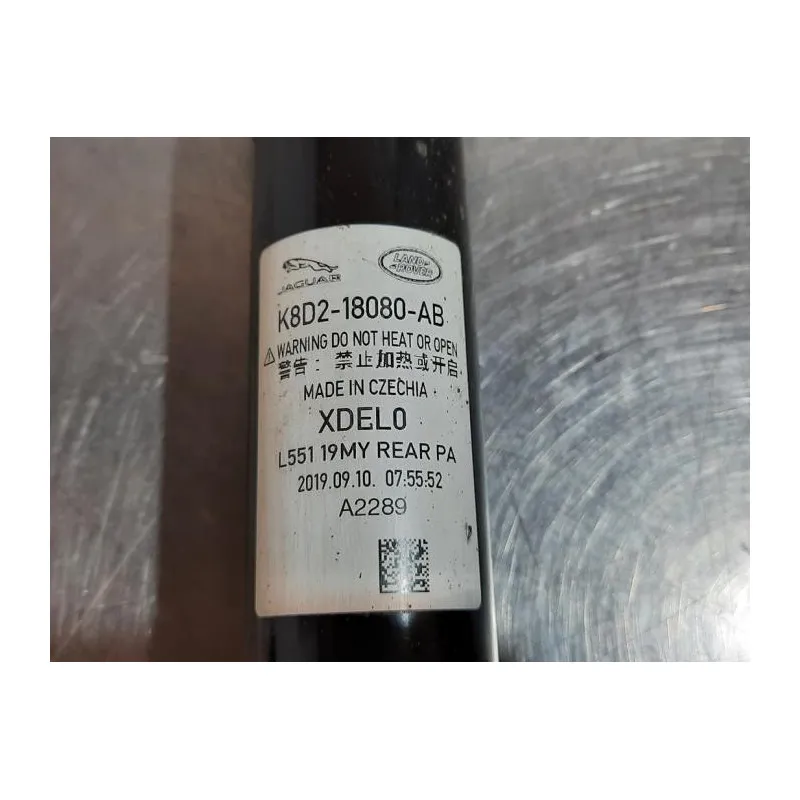 JAGUAR
LAND-
-ROVER
K8D2-18080-AB
WARNING DO NOT HEAT OR OPEN
警告: 禁止加热或开启
MADE IN CZECHIA
XDEL0
L551 19MY REAR PA
2019.09.10. 07:55:52
A2289